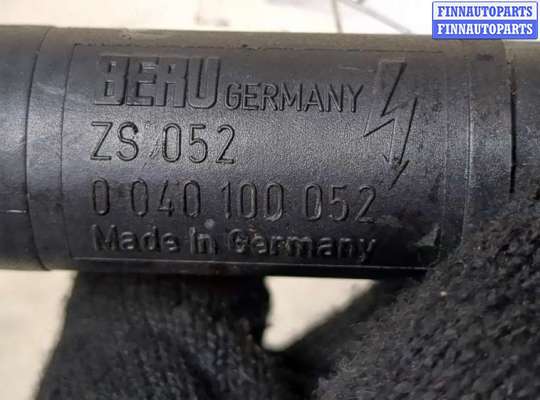 FINNAUTOPARTS
FINNAUTOPARTS
BERU GERMANY
ZS 052
0 040 100 052
Made in Germany